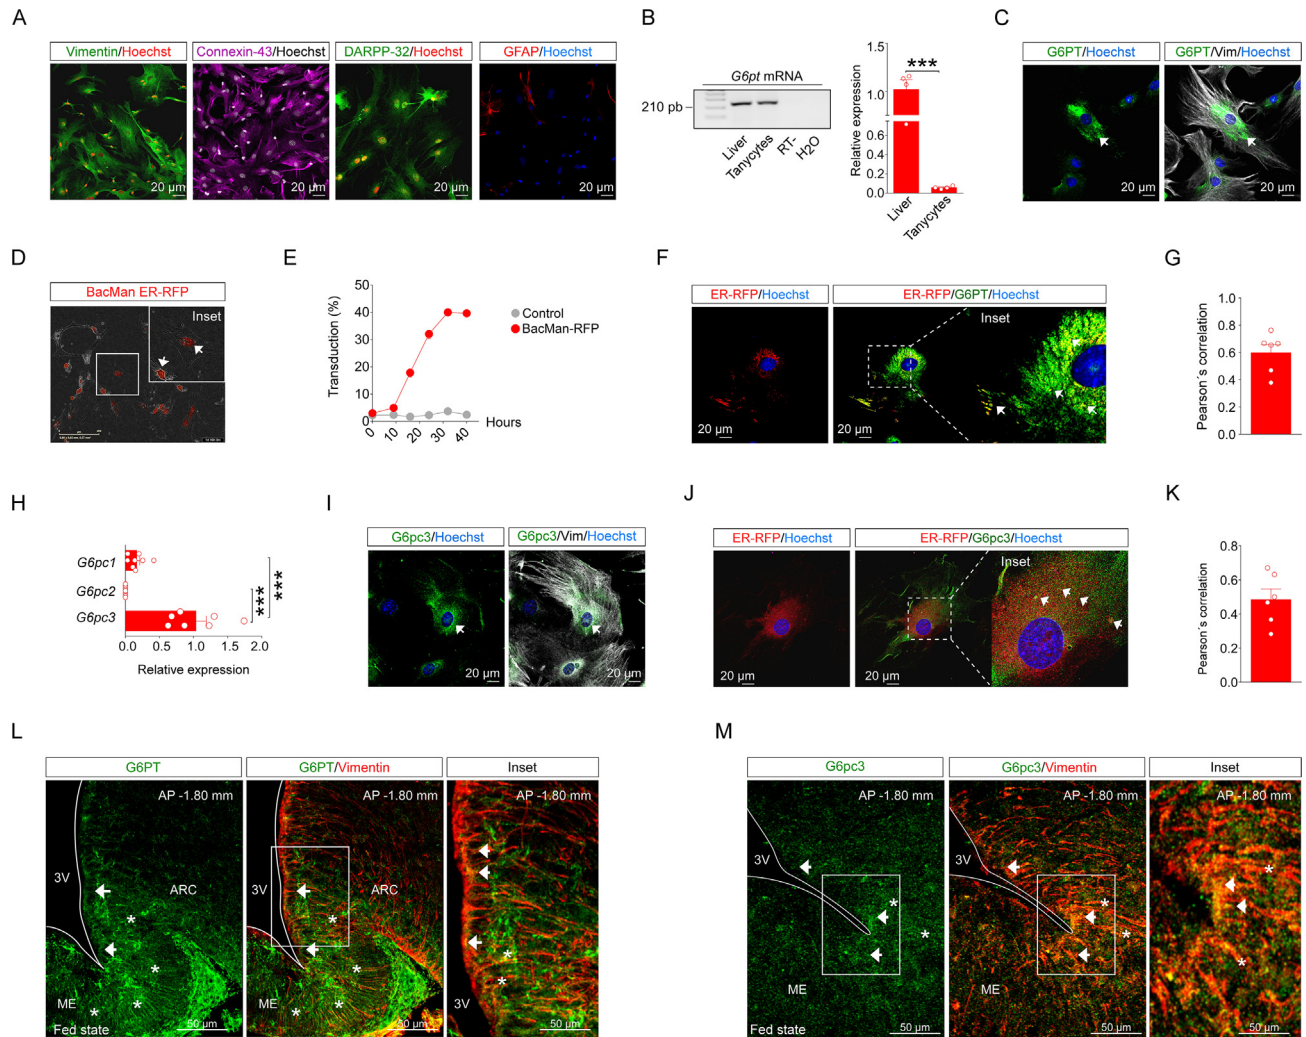 A
Vimentin/Hoechst
Connexin-43/Hoechst
DARPP-32/Hoechst
GFAP/Hoechst
20 µm
20 µm
20 µm
20 µm
B
G6pt mRNA
210 pb
Liver
Tanycytes
RT-
H2O
Relative expression
1.5
1.0
0.6
0.4
0.2
0.0
***
Liver
Tanycytes
C
G6PT/Hoechst
G6PT/Vim/Hoechst
20 µm
20 µm
D
BacMan ER-RFP
Inset
E
Transduction (%)
50
40
30
20
10
0
0
10
20
30
40
Hours
Control
BacMan-RFP
F
ER-RFP/Hoechst
ER-RFP/G6PT/Hoechst
Inset
20 µm
20 µm
20 µm
G
Pearson´s correlation
1.0
0.8
0.6
0.4
0.2
0.0
H
G6pc1
G6pc2
G6pc3
***
***
0.0
0.5
1.0
1.5
2.0
Relative expression
I
G6pc3/Hoechst
G6pc3/Vim/Hoechst
20 µm
20 µm
J
ER-RFP/Hoechst
ER-RFP/G6pc3/Hoechst
Inset
20 µm
20 µm
20 µm
K
Pearson´s correlation
0.8
0.6
0.4
0.2
0.0
L
G6PT
G6PT/Vimentin
Inset
AP -1.80 mm
AP -1.80 mm
AP -1.80 mm
3V
ARC
*
*
*
*
ME
Fed state
50 µm
3V
ARC
*
*
*
*
ME
50 µm
*
*
3V
50 µm
M
G6pc3
G6pc3/Vimentin
Inset
AP -1.80 mm
AP -1.80 mm
AP -1.80 mm
3V
*
*
ME
Fed state
50 µm
3V
*
*
ME
50 µm
*
*
50 µm